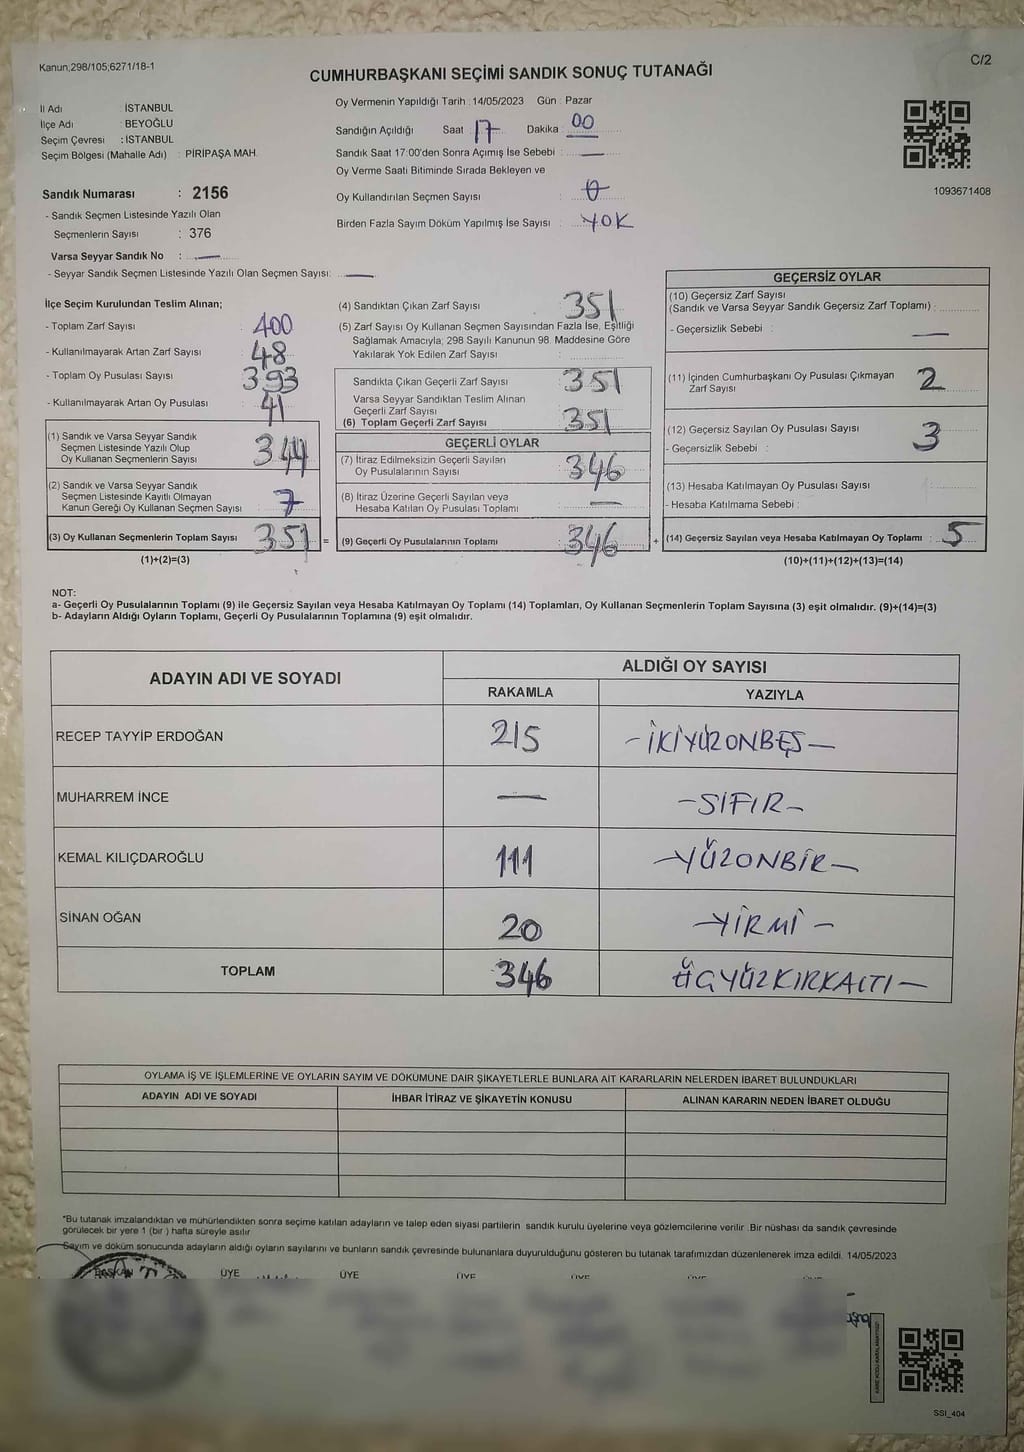 Kanun;298/105;6271/18-1
C/2
CUMHURBAŞKANI SEÇİMİ SANDIK SONUÇ TUTANAĞI
İl Adı : İSTANBUL
İlçe Adı : BEYOĞLU
Seçim Çevresi : İSTANBUL
Seçim Bölgesi (Mahalle Adı) : PİRİPAŞA MAH.
Oy Vermenin Yapıldığı Tarih : 14/05/2023 Gün : Pazar
Sandığın Açıldığı Saat 17 Dakika 00
Sandık Saat 17:00'den Sonra Açımış İse Sebebi : —
Oy Verme Saati Bitiminde Sırada Bekleyen ve
Oy Kullandırılan Seçmen Sayısı : 0
Birden Fazla Sayım Döküm Yapılmış İse Sayısı : YOK
1093671408
Sandık Numarası : 2156
- Sandık Seçmen Listesinde Yazılı Olan
Seçmenlerin Sayısı : 376
Varsa Seyyar Sandık No : —
- Seyyar Sandık Seçmen Listesinde Yazılı Olan Seçmen Sayısı: —
İlçe Seçim Kurulundan Teslim Alınan;
- Toplam Zarf Sayısı 400
- Kullanılmayarak Artan Zarf Sayısı 48
- Toplam Oy Pusulası Sayısı 393
- Kullanılmayarak Artan Oy Pusulası 41
(1) Sandık ve Varsa Seyyar Sandık
Seçmen Listesinde Yazılı Olup
Oy Kullanan Seçmenlerin Sayısı 344
(2) Sandık ve Varsa Seyyar Sandık
Seçmen Listesinde Kayıtlı Olmayan
Kanun Gereği Oy Kullanan Seçmen Sayısı 7
(3) Oy Kullanan Seçmenlerin Toplam Sayısı 351 =
(1)+(2)=(3)
(4) Sandıktan Çıkan Zarf Sayısı 351
(5) Zarf Sayısı Oy Kullanan Seçmen Sayısından Fazla İse, Eşitliği
Sağlamak Amacıyla; 298 Sayılı Kanunun 98. Maddesine Göre
Yakılarak Yok Edilen Zarf Sayısı
Sandıkta Çıkan Geçerli Zarf Sayısı 351
Varsa Seyyar Sandıktan Teslim Alınan
Geçerli Zarf Sayısı
(6) Toplam Geçerli Zarf Sayısı 351
GEÇERLİ OYLAR
(7) İtiraz Edilmeksizin Geçerli Sayılan
Oy Pusulalarının Sayısı 346
(8) İtiraz Üzerine Geçerli Sayılan veya
Hesaba Katılan Oy Pusulası Toplamı —
(9) Geçerli Oy Pusulalarının Toplamı 346 +
GEÇERSİZ OYLAR
(10) Geçersiz Zarf Sayısı
(Sandık ve Varsa Seyyar Sandık Geçersiz Zarf Toplamı) :
- Geçersizlik Sebebi : —
(11) İçinden Cumhurbaşkanı Oy Pusulası Çıkmayan
Zarf Sayısı 2
(12) Geçersiz Sayılan Oy Pusulası Sayısı 3
- Geçersizlik Sebebi :
(13) Hesaba Katılmayan Oy Pusulası Sayısı :
- Hesaba Katılmama Sebebi :
(14) Geçersiz Sayılan veya Hesaba Katılmayan Oy Toplamı : 5
(10)+(11)+(12)+(13)=(14)
NOT:
a- Geçerli Oy Pusulalarının Toplamı (9) ile Geçersiz Sayılan veya Hesaba Katılmayan Oy Toplamı (14) Toplamları, Oy Kullanan Seçmenlerin Toplam Sayısına (3) eşit olmalıdır. (9)+(14)=(3)
b- Adayların Aldığı Oyların Toplamı, Geçerli Oy Pusulalarının Toplamına (9) eşit olmalıdır.
ADAYIN ADI VE SOYADI
ALDIĞI OY SAYISI
RAKAMLA YAZIYLA
RECEP TAYYİP ERDOĞAN 215 -İKİYÜZONBEŞ-
MUHARREM İNCE — -SIFIR-
KEMAL KILIÇDAROĞLU 111 -YÜZONBİR-
SİNAN OĞAN 20 -YİRMİ-
TOPLAM 346 ÜÇYÜZKIRKALTI-
OYLAMA İŞ VE İŞLEMLERİNE VE OYLARIN SAYIM VE DÖKÜMÜNE DAİR ŞİKAYETLERLE BUNLARA AİT KARARLARIN NELERDEN İBARET BULUNDUKLARI
ADAYIN ADI VE SOYADI İHBAR İTİRAZ VE ŞİKAYETİN KONUSU ALINAN KARARIN NEDEN İBARET OLDUĞU
"Bu tutanak imzalandıktan ve mühürlendikten sonra seçime katılan adayların ve talep eden siyasi partilerin sandık kurulu üyelerine veya gözlemcilerine verilir .Bir nüshası da sandık çevresinde
görülecek bir yere 1 (bir ) hafta süreyle asılır
Sayım ve döküm sonucunda adayların aldığı oyların sayılarını ve bunların sandık çevresinde bulunanlara duyurulduğunu gösteren bu tutanak tarafımızdan düzenlenerek imza edildi. 14/05/2023
BAŞKAN ÜYE ÜYE ÜYE ÜYE ÜYE ÜYE
SSI_404